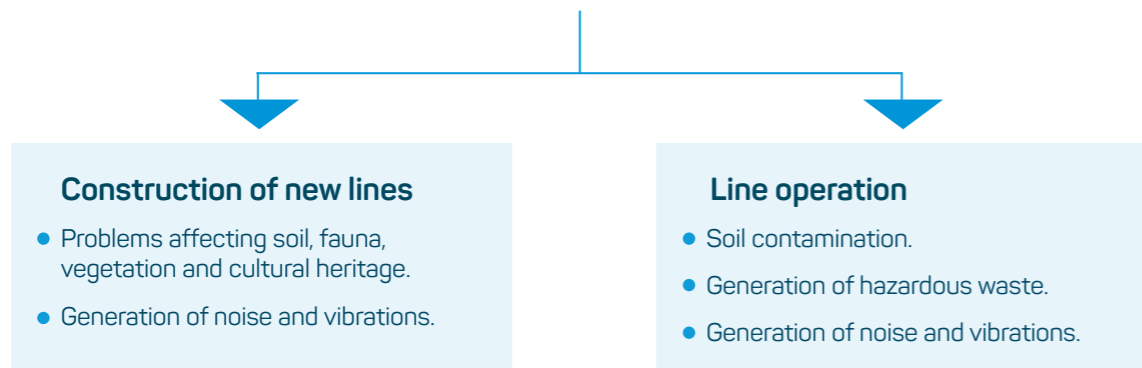 Construction of new lines
Problems affecting soil, fauna,
vegetation and cultural heritage.
Generation of noise and vibrations.
Line operation
Soil contamination.
Generation of hazardous waste.
Generation of noise and vibrations.